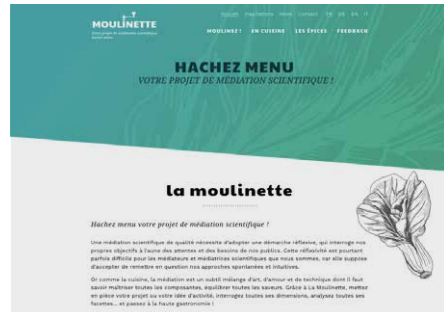 MOULINETTE
MOULINEZ ! EN CUISINE LES ÉPICES FEEDBACK
HACHEZ MENU
VOTRE PROJET DE MÉDIATION SCIENTIFIQUE !
la moulinette
Hachez menu votre projet de médiation scientifique !
Une médiation scientifique de qualité nécessite d'adopter une démarche réflexive, qui interroge nos
propres objectifs à l'aune des attentes et des besoins de nos publics. Cette réflexivité est pourtant
parfois difficile pour les médiateurs et médiatrices scientifiques que nous sommes, car elle suppose
d'accepter de remettre en question nos approches spontanées et intuitives.
Or comme la cuisine, la médiation est un subtil mélange d'art, d'amour et de technique dont il faut
savoir maîtriser toutes les composantes, équilibrer toutes les saveurs. Grâce à La Moulinette, mettez
en pièce votre projet ou votre idée d'activité, interrogez toutes ses dimensions, analysez toutes ses
facettes... et passez à la haute gastronomie !